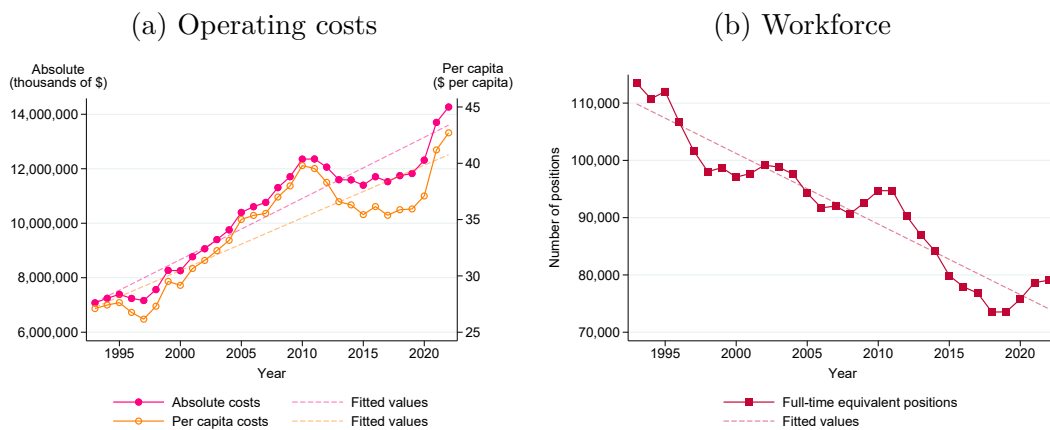 (a) Operating costs
Absolute
(thousands of $)
Per capita
($ per capita)
14,000,000
12,000,000
10,000,000
8,000,000
6,000,000
45
40
35
30
25
1995
2000
2005
2010
2015
2020
Year
Absolute costs
Fitted values
Per capita costs
Fitted values
(b) Workforce
Number of positions
110,000
100,000
90,000
80,000
70,000
1995
2000
2005
2010
2015
2020
Year
Full-time equivalent positions
Fitted values